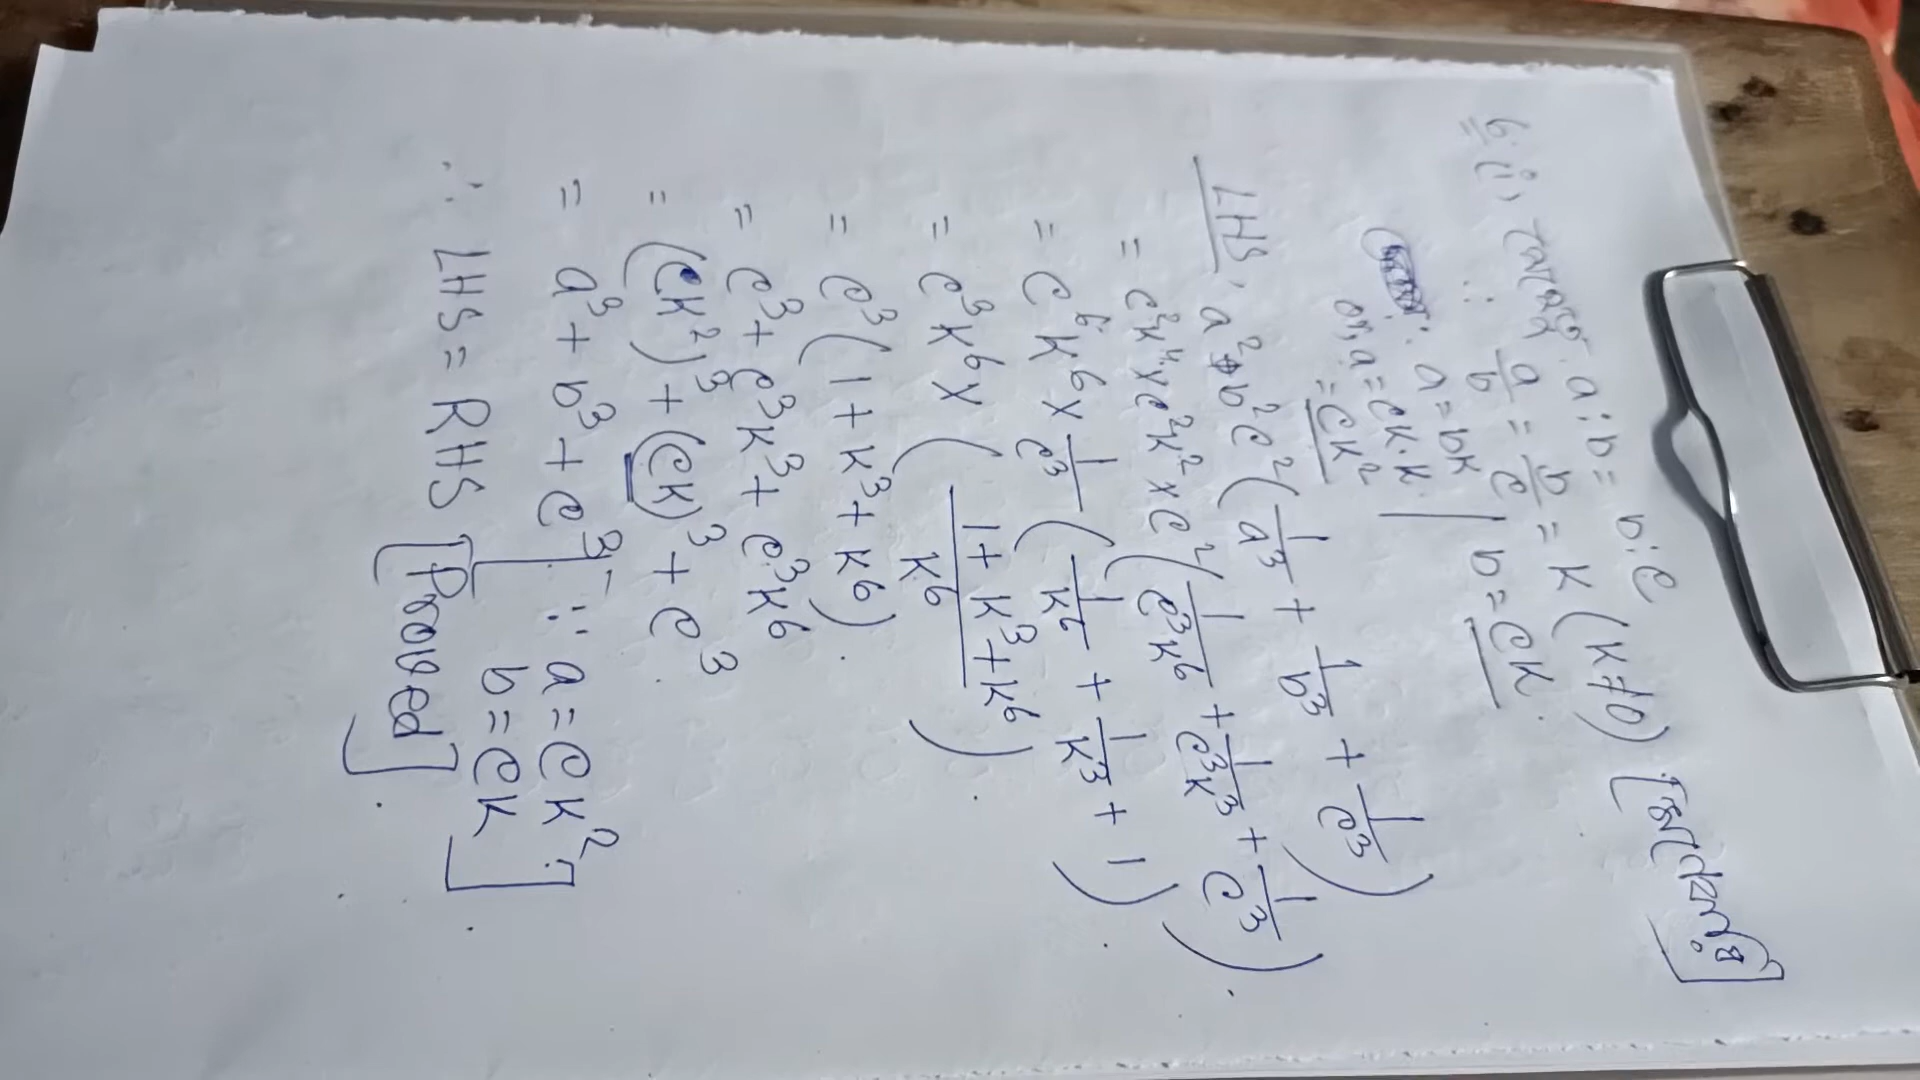 6.(i) যেহেতু. a:b = b:c
∴ a/b = b/c = k (k≠0) [
∴ a = bk | b = ck.
or, a = ck.k.
= ck²
LHS, a²b²c²(1/a³ + 1/b³ + 1/c³)
= c²k⁴ x c²k² x c²(1/c³k⁶ + 1/c³k³ + 1/c³).
= c⁶k⁶ x 1/c³ (1/k⁶ + 1/k³ + 1).
= c³k⁶ x ((1+k³+k⁶)/k⁶).
= c³(1+k³+k⁶).
= c³+c³k³+c³k⁶
= (ck²)³+(ck)³+c³.
= a³+b³+c³ [∵ a=ck²;
b=ck]
∴ LHS = RHS [Proved].